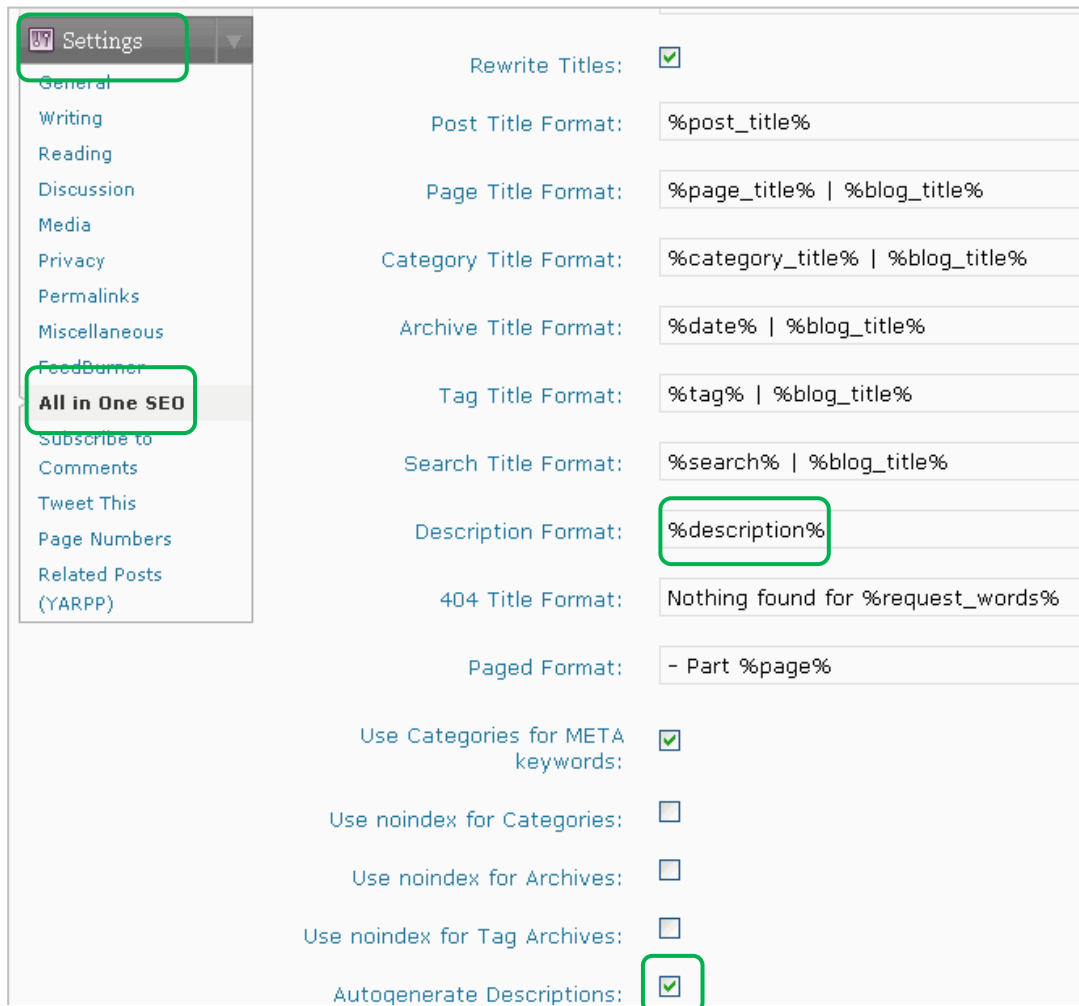 Settings
General
Writing
Reading
Discussion
Media
Privacy
Permalinks
Miscellaneous
FeedBurner
All in One SEO
Subscribe to
Comments
Tweet This
Page Numbers
Related Posts
(YARPP)
Rewrite Titles:
Post Title Format: %post_title%
Page Title Format: %page_title% | %blog_title%
Category Title Format: %category_title% | %blog_title%
Archive Title Format: %date% | %blog_title%
Tag Title Format: %tag% | %blog_title%
Search Title Format: %search% | %blog_title%
Description Format: %description%
404 Title Format: Nothing found for %request_words%
Paged Format: - Part %page%
Use Categories for META
keywords:
Use noindex for Categories:
Use noindex for Archives:
Use noindex for Tag Archives:
Autogenerate Descriptions: